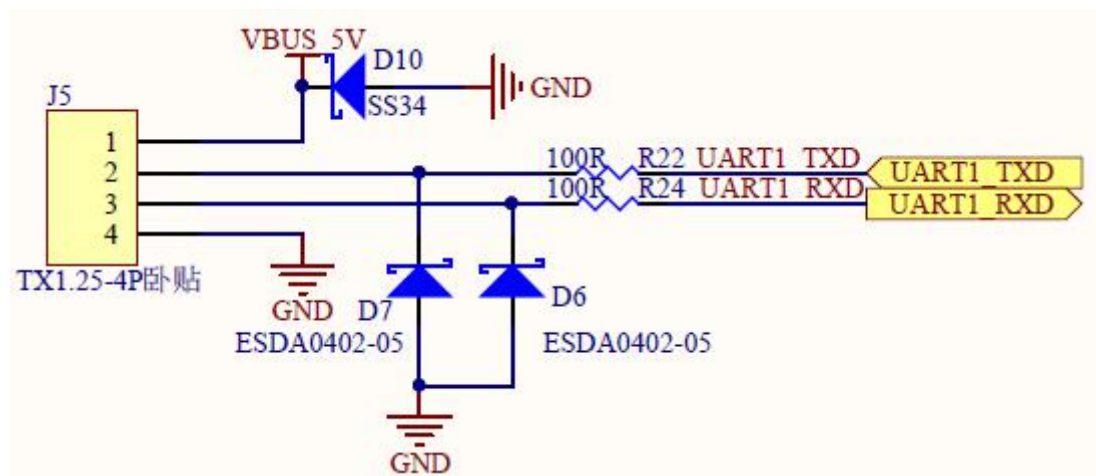 VBUS_5V
D10
J5
SS34
GND
1
2
100R R22 UART1_TXD UART1_TXD
3
100R R24 UART1_RXD UART1_RXD
4
TX1.25-4P卧贴
GND
D7
D6
ESDA0402-05
ESDA0402-05
GND